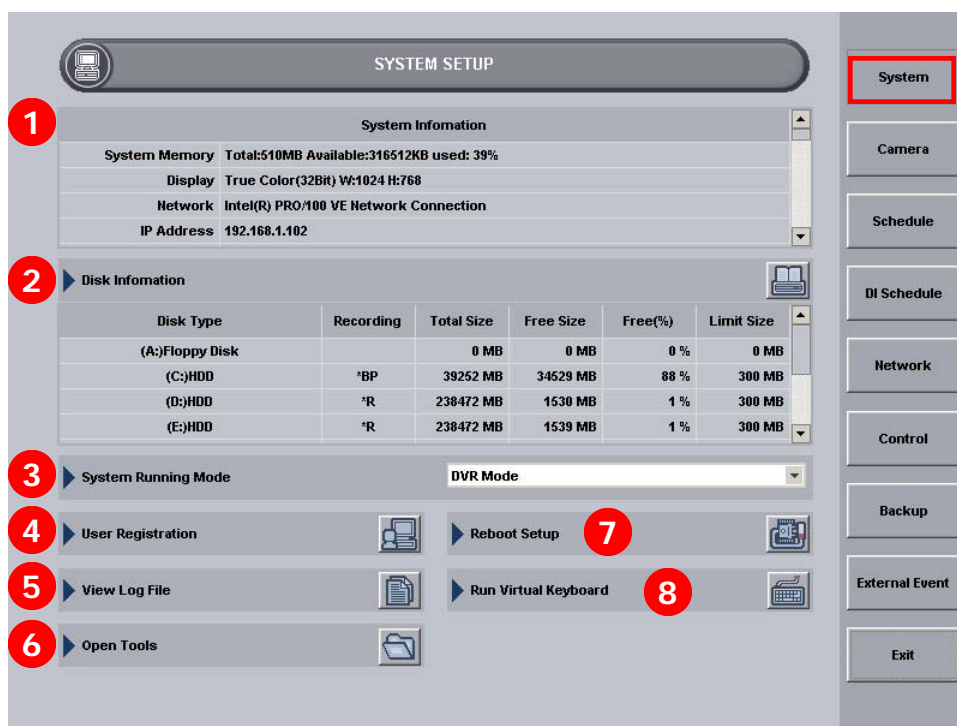 SYSTEM SETUP
1
System Infomation
System Memory Total:510MB Available:316512KB used: 39%
Display True Color(32Bit) W:1024 H:768
Network Intel(R) PRO/100 VE Network Connection
IP Address 192.168.1.102
2 Disk Infomation
Disk Type Recording Total Size Free Size Free(%) Limit Size
(A:)Floppy Disk 0 MB 0 MB 0 % 0 MB
(C:)HDD *BP 39252 MB 34529 MB 88 % 300 MB
(D:)HDD *R 238472 MB 1530 MB 1 % 300 MB
(E:)HDD *R 238472 MB 1539 MB 1 % 300 MB
3 System Running Mode DVR Mode
4 User Registration
Reboot Setup 7
5 View Log File
Run Virtual Keyboard 8
6 Open Tools
System
Camera
Schedule
DI Schedule
Network
Control
Backup
External Event
Exit